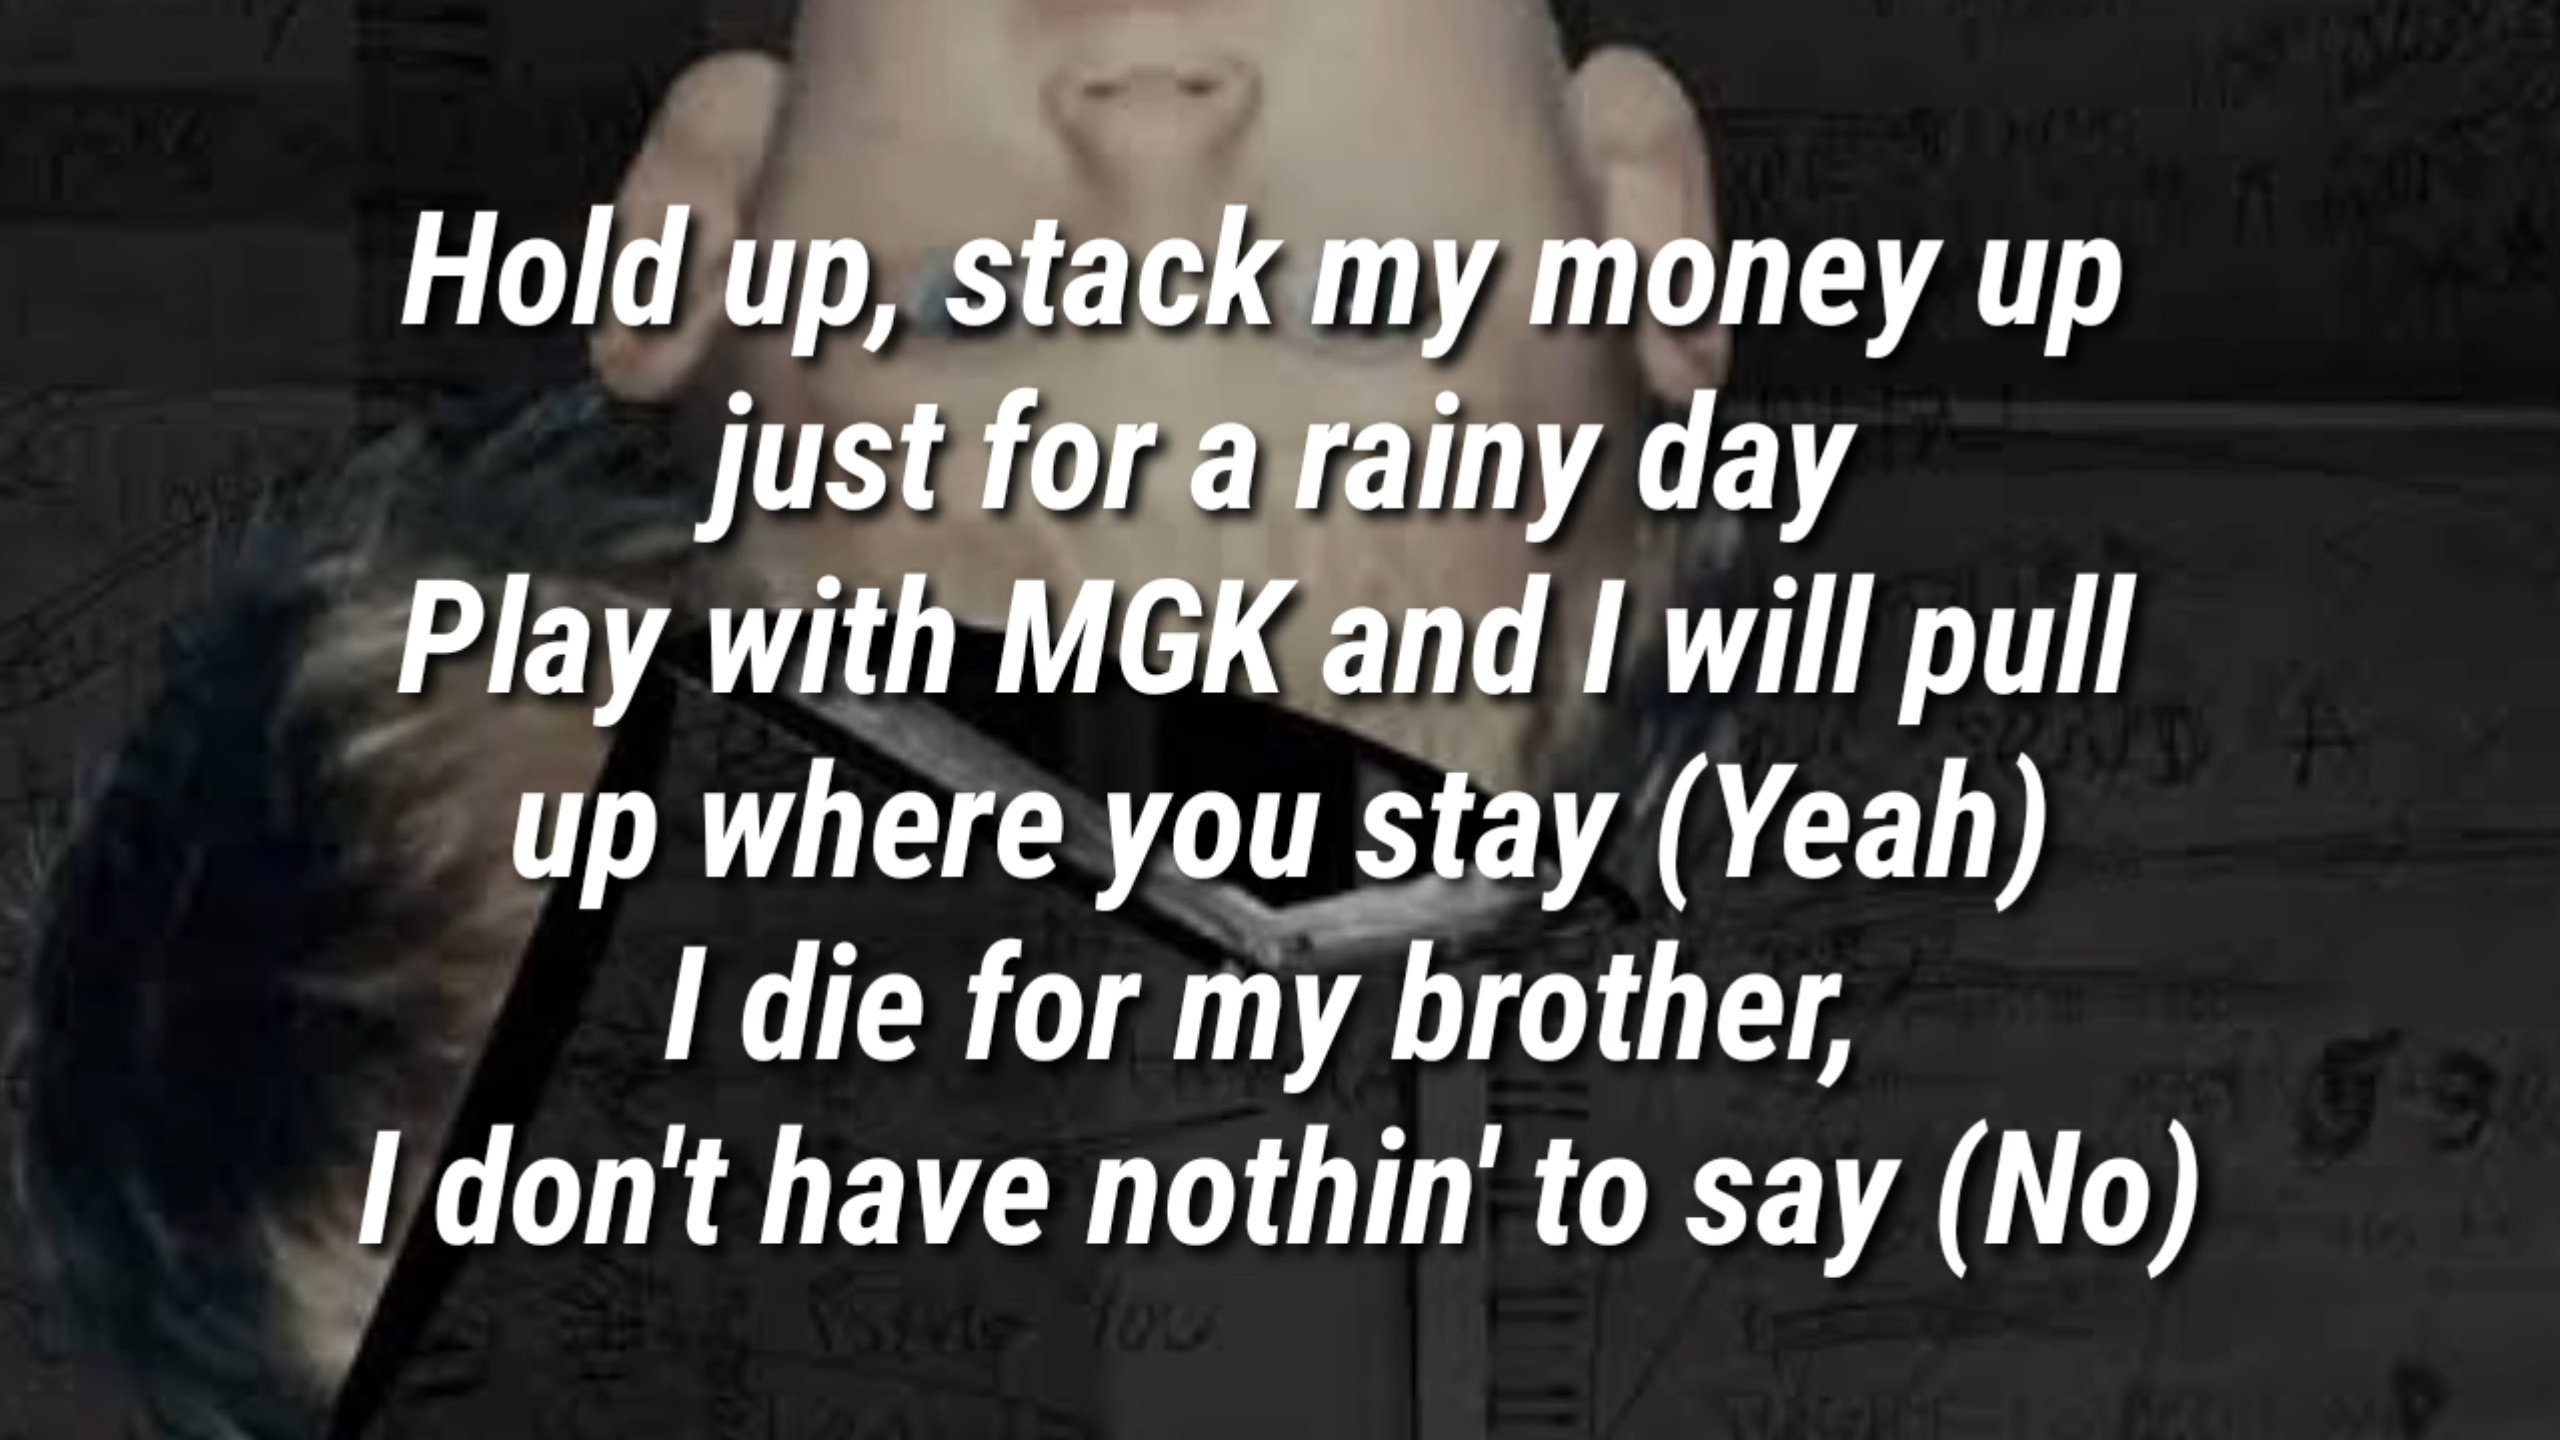 Hold up, stack my money up
just for a rainy day
Play with MGK and I will pull
up where you stay (Yeah)
I die for my brother,
I don't have nothin' to say (No)